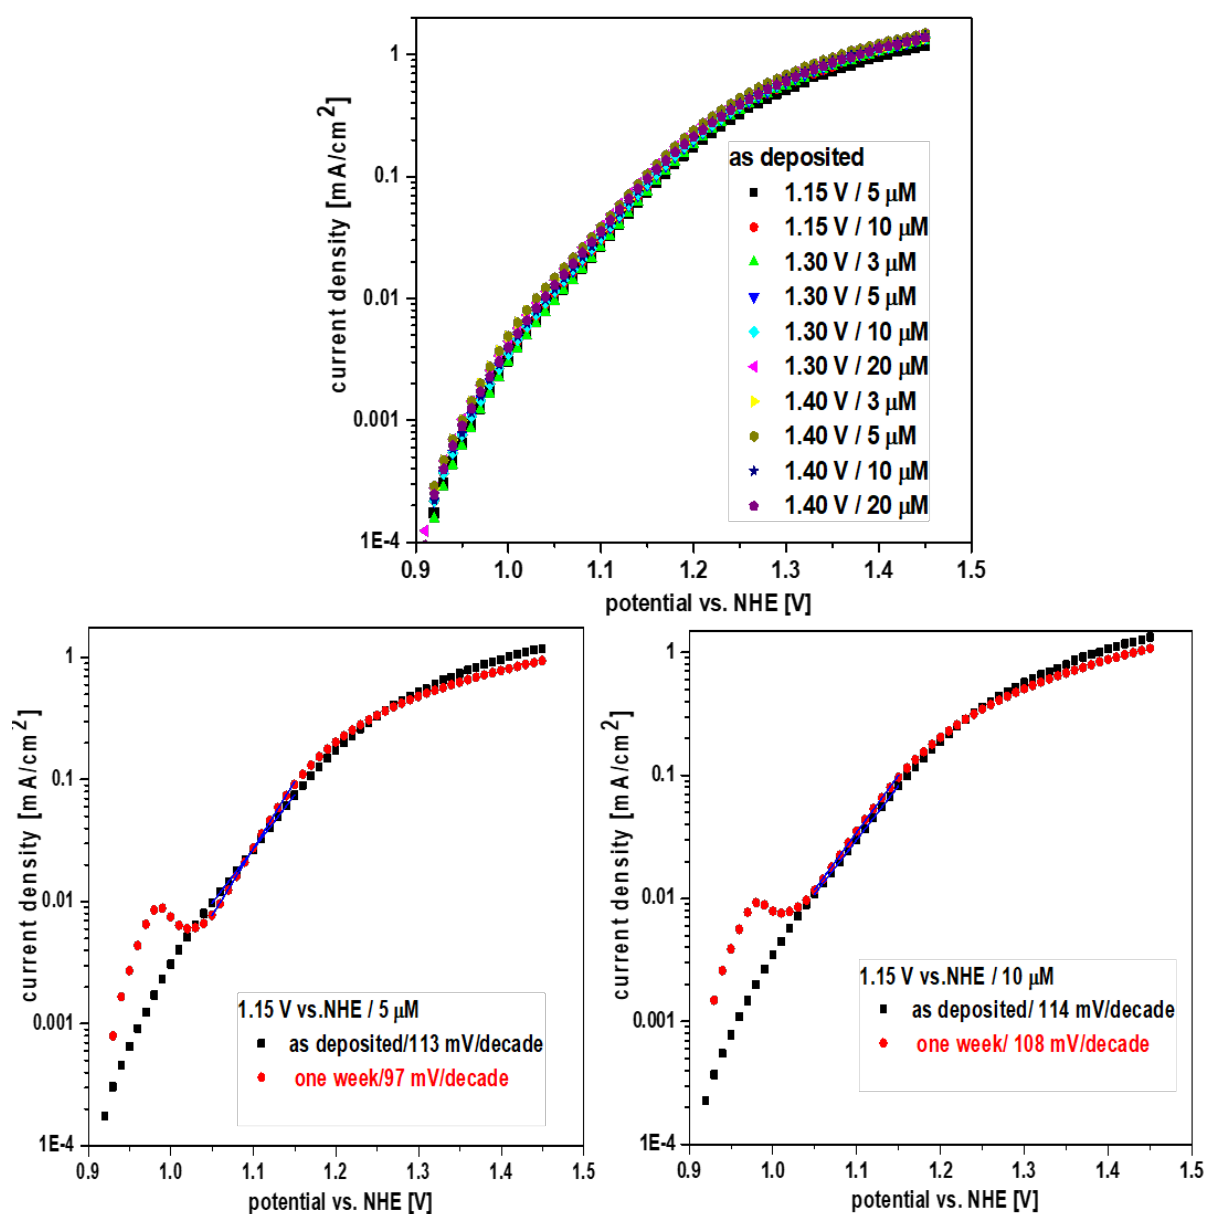 current density [mA/cm2]
1
0.1
0.01
0.001
1E-4
as deposited
1.15 V / 5 μM
1.15 V / 10 μM
1.30 V / 3 μM
1.30 V / 5 μM
1.30 V / 10 μM
1.30 V / 20 μM
1.40 V / 3 μM
1.40 V / 5 μM
1.40 V / 10 μM
1.40 V / 20 μM
0.9 1.0 1.1 1.2 1.3 1.4 1.5
potential vs. NHE [V]
current density [mA/cm2]
1
0.1
0.01
0.001
1E-4
1.15 V vs.NHE / 5 μM
as deposited/113 mV/decade
one week/97 mV/decade
0.9 1.0 1.1 1.2 1.3 1.4 1.5
potential vs. NHE [V]
current density [mA/cm2]
1
0.1
0.01
0.001
1E-4
1.15 V vs.NHE / 10 μM
as deposited/ 114 mV/decade
one week/ 108 mV/decade
0.9 1.0 1.1 1.2 1.3 1.4 1.5
potential vs. NHE [V]